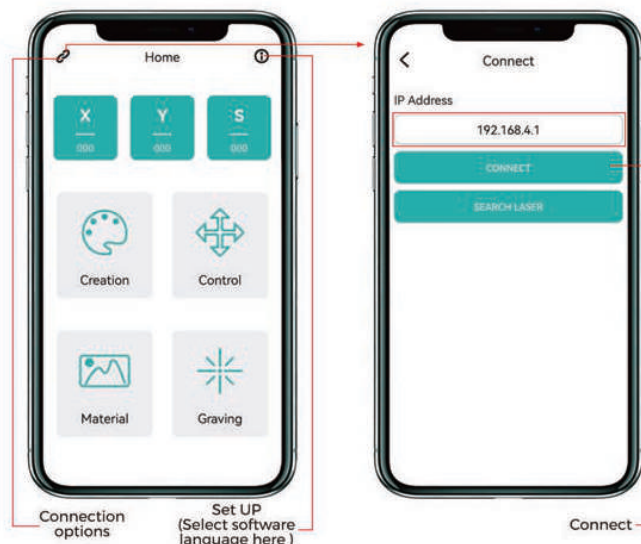 Home
X
Y
S
000
000
000
Creation
Control
Material
Graving
Connection
options
Set UP
(Select software
language here )
Connect
IP Address
192.168.4.1
CONNECT
SEARCH LASER
Connect